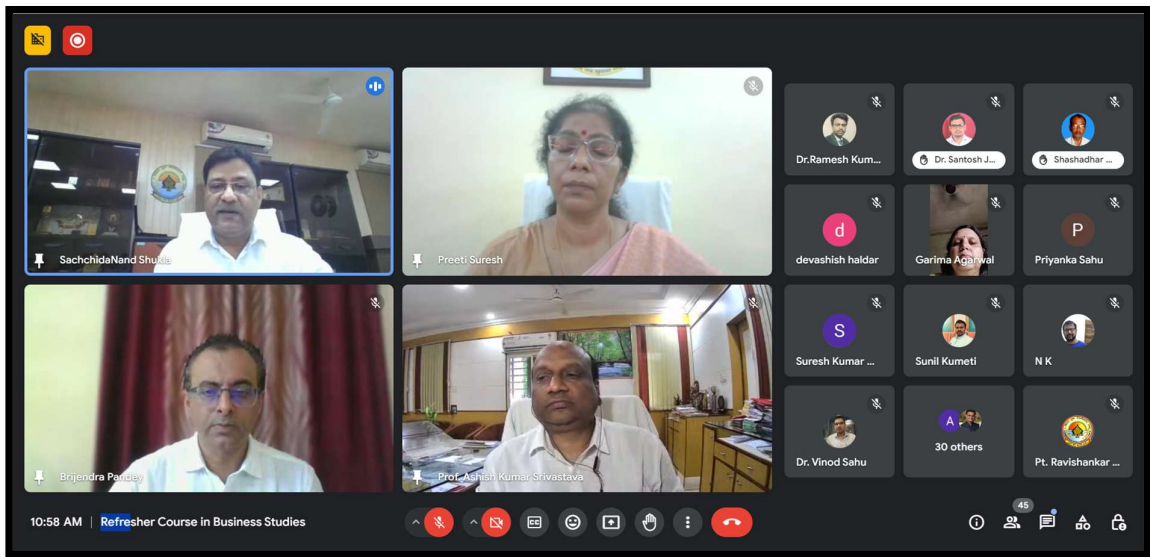 SachchidaNand Shukla
Preeti Suresh
Brijendra Pandey
Prof. Ashish Kumar Srivastava
Dr.Ramesh Kum...
Dr. Santosh J...
Shashadhar ...
d
devashish haldar
Garima Agarwal
P
Priyanka Sahu
S
Suresh Kumar ...
Sunil Kumeti
N K
Dr. Vinod Sahu
A
30 others
Pt. Ravishankar ...
10:58 AM | Refresher Course in Business Studies
CC
45